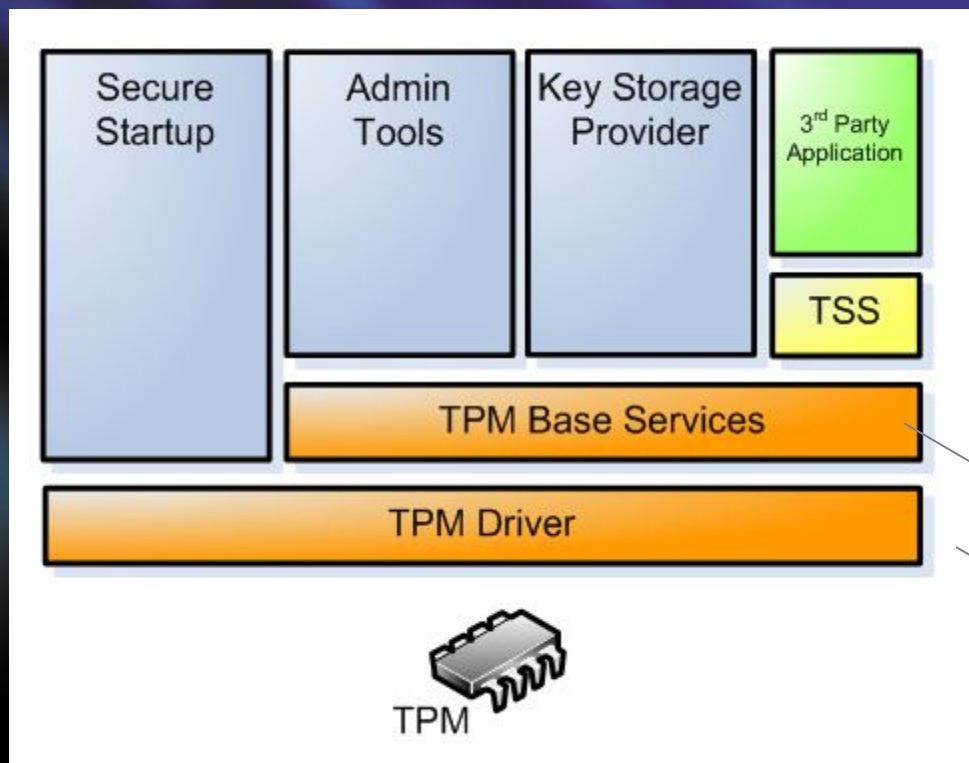 Secure
Startup
Admin
Tools
Key Storage
Provider
3rd Party
Application
TSS
TPM Base Services
TPM Driver
TPM